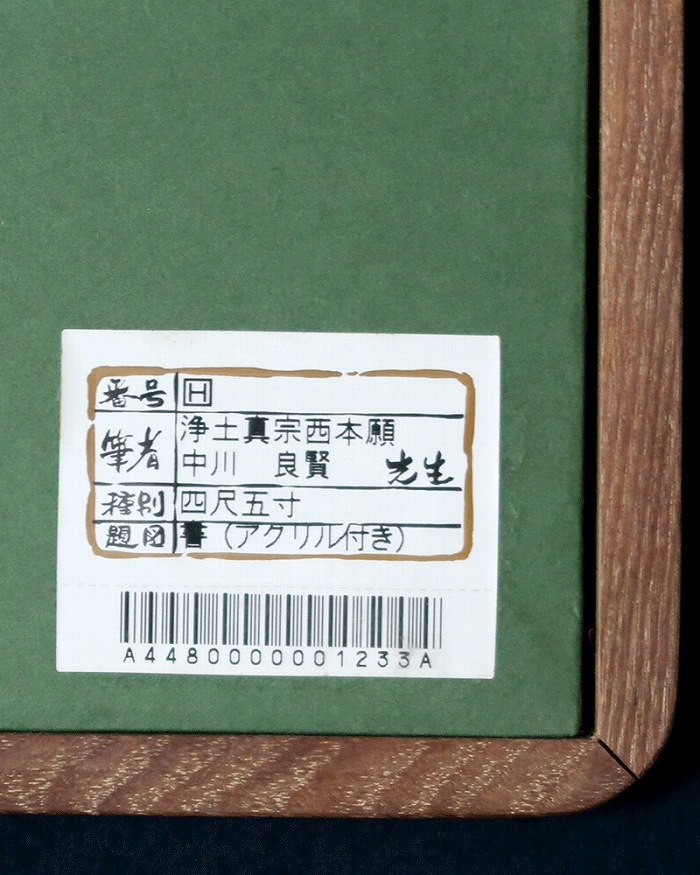 番号 H
筆者 浄土真宗西本願
中川　良賢　先生
種別 四尺五寸
題図 書（アクリル付き）
A4480000001233A